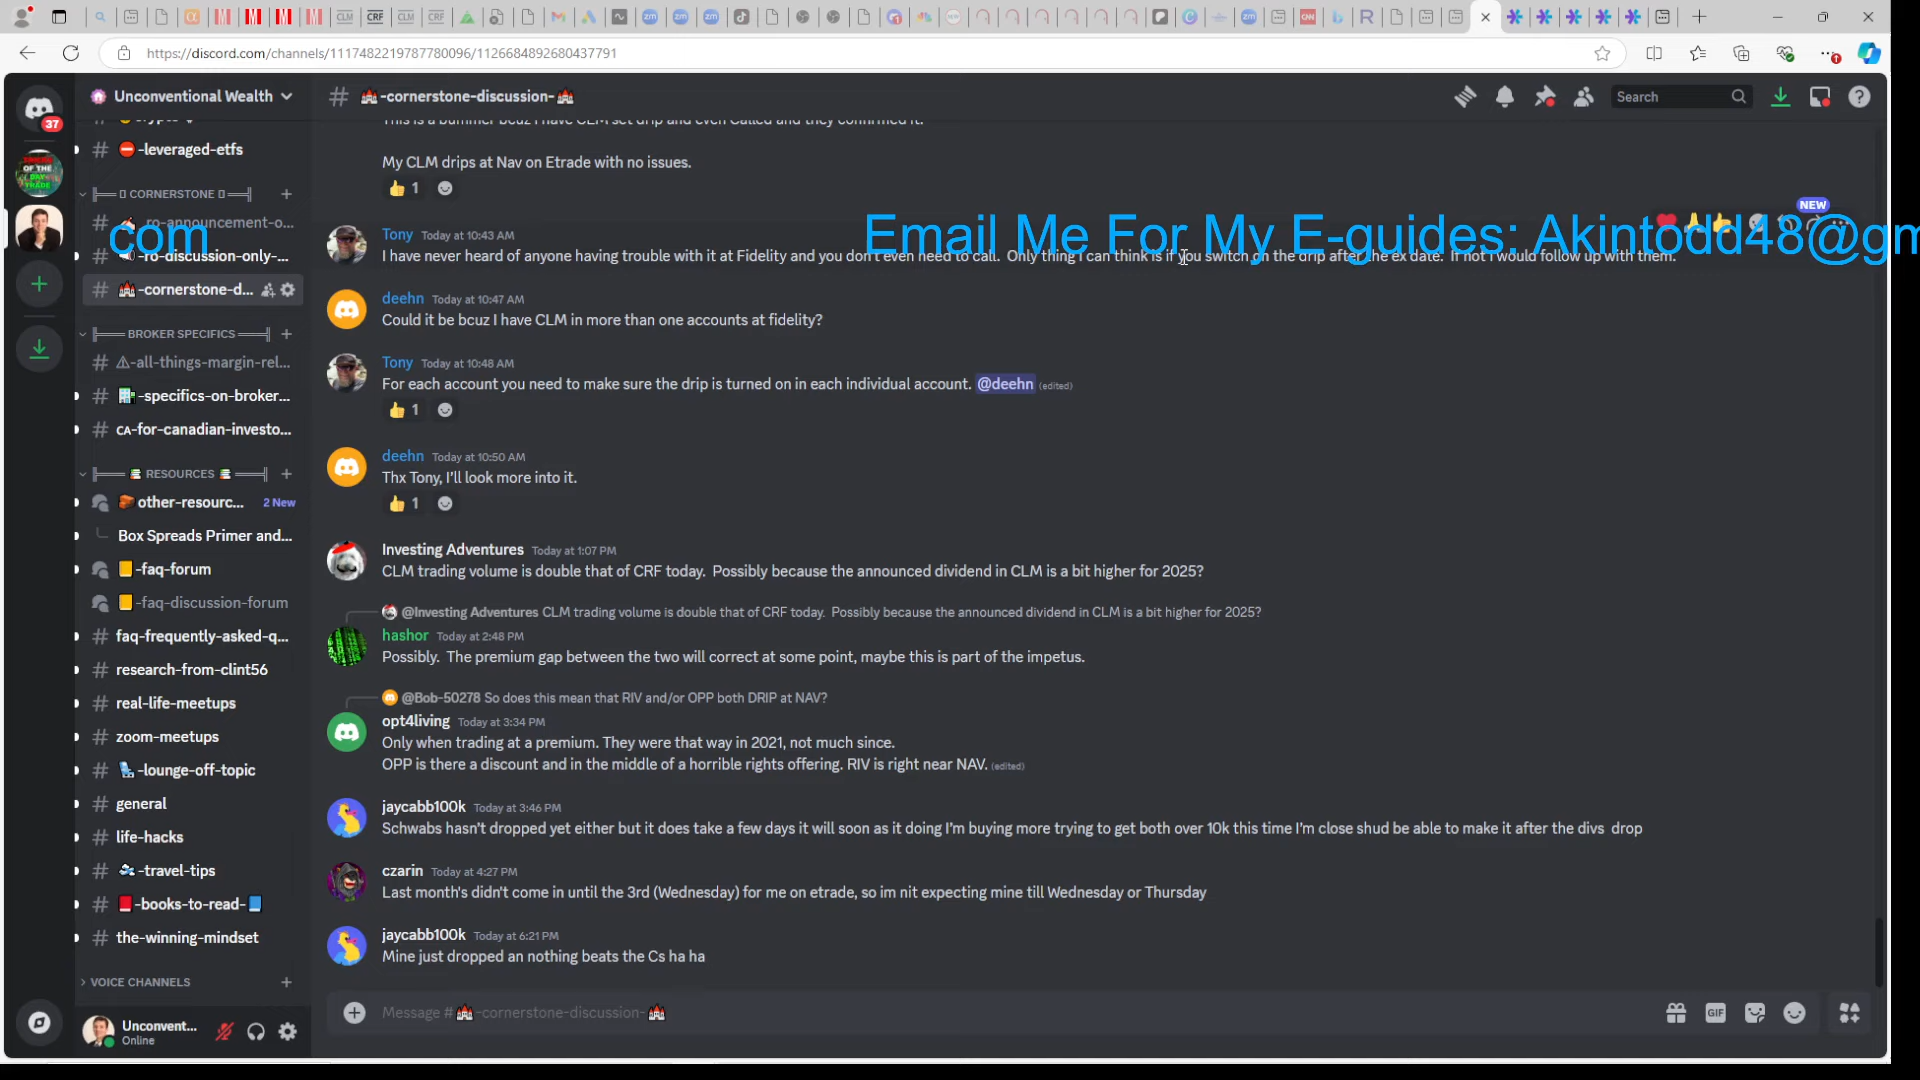 https://discord.com/channels/1117482219787780096/1126684892680437791
37
Unconventional Wealth
-leveraged-etfs
CORNERSTONE
ro-announcement-o...
-ro-discussion-only-...
-cornerstone-d...
BROKER SPECIFICS
-all-things-margin-rel...
-specifics-on-broker...
CA-for-canadian-investo...
RESOURCES
other-resourc... 2 New
Box Spreads Primer and...
-faq-forum
-faq-discussion-forum
faq-frequently-asked-q...
research-from-clint56
real-life-meetups
zoom-meetups
-lounge-off-topic
general
life-hacks
-travel-tips
-books-to-read-
the-winning-mindset
VOICE CHANNELS
Unconvent...
Online
# -cornerstone-discussion-
Search
My CLM drips at Nav on Etrade with no issues.
1
NEW
com
Email Me For My E-guides: Akintodd48@gm
Tony Today at 10:43 AM
I have never heard of anyone having trouble with it at Fidelity and you don't even need to call. Only thing I can think is if you switch on the drip after the ex date. If not I would follow up with them.
deehn Today at 10:47 AM
Could it be bcuz I have CLM in more than one accounts at fidelity?
Tony Today at 10:48 AM
For each account you need to make sure the drip is turned on in each individual account. @deehn (edited)
1
deehn Today at 10:50 AM
Thx Tony, I'll look more into it.
1
Investing Adventures Today at 1:07 PM
CLM trading volume is double that of CRF today. Possibly because the announced dividend in CLM is a bit higher for 2025?
@Investing Adventures CLM trading volume is double that of CRF today. Possibly because the announced dividend in CLM is a bit higher for 2025?
hashor Today at 2:48 PM
Possibly. The premium gap between the two will correct at some point, maybe this is part of the impetus.
@Bob-50278 So does this mean that RIV and/or OPP both DRIP at NAV?
opt4living Today at 3:34 PM
Only when trading at a premium. They were that way in 2021, not much since.
OPP is there a discount and in the middle of a horrible rights offering. RIV is right near NAV. (edited)
jaycabb100k Today at 3:46 PM
Schwabs hasn't dropped yet either but it does take a few days it will soon as it doing I'm buying more trying to get both over 10k this time I'm close shud be able to make it after the divs drop
czarin Today at 4:27 PM
Last month's didn't come in until the 3rd (Wednesday) for me on etrade, so im nit expecting mine till Wednesday or Thursday
jaycabb100k Today at 6:21 PM
Mine just dropped an nothing beats the Cs ha ha
Message # -cornerstone-discussion-
GIF